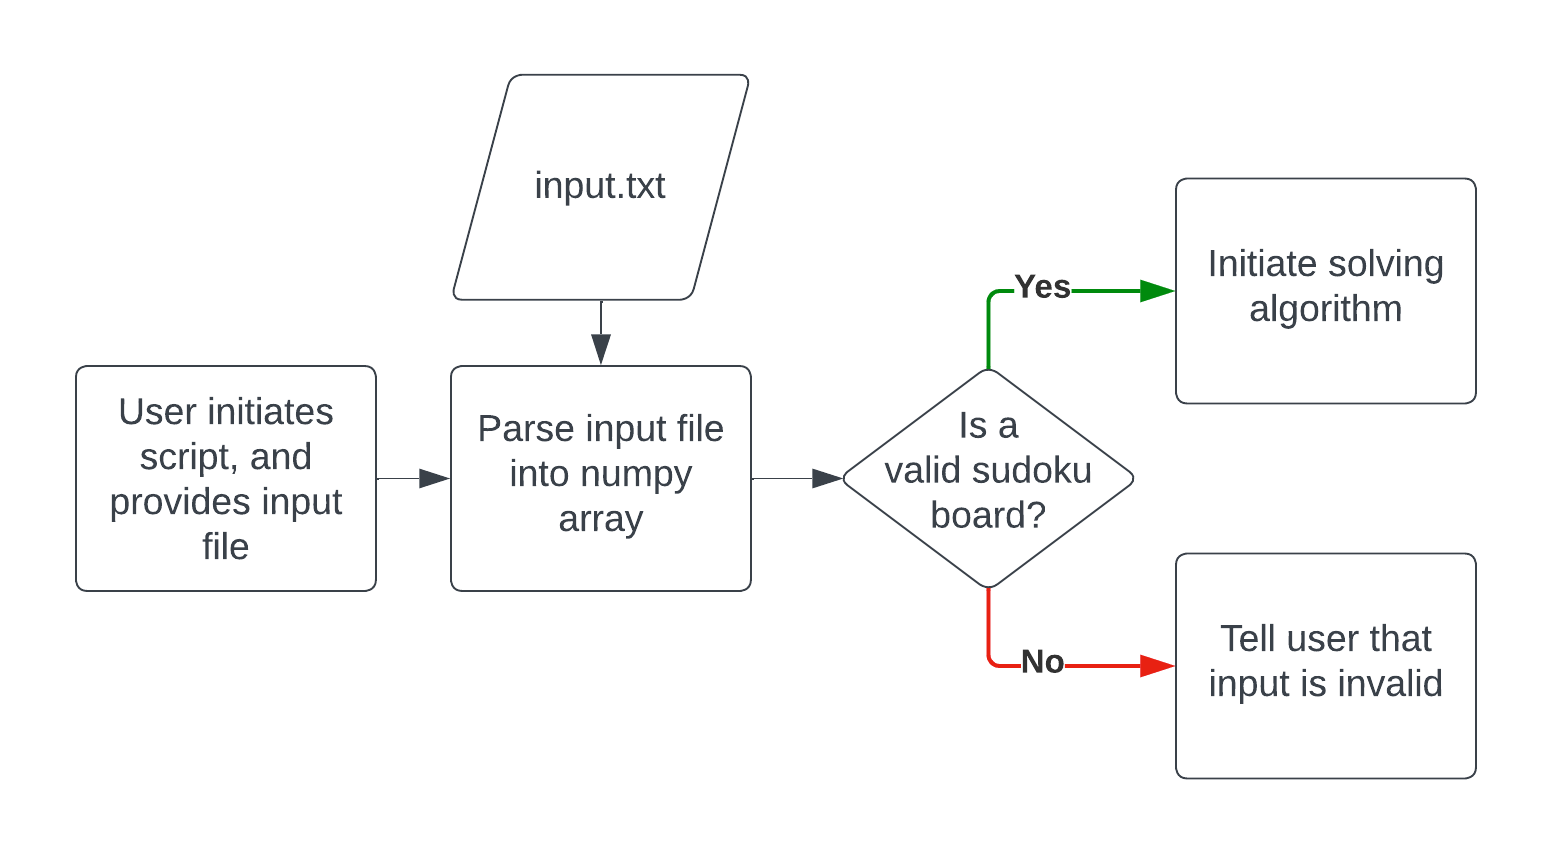 input.txt
User initiates
script, and
provides input
file
Parse input file
into numpy
array
Is a
valid sudoku
board?
Yes
Initiate solving
algorithm
No
Tell user that
input is invalid